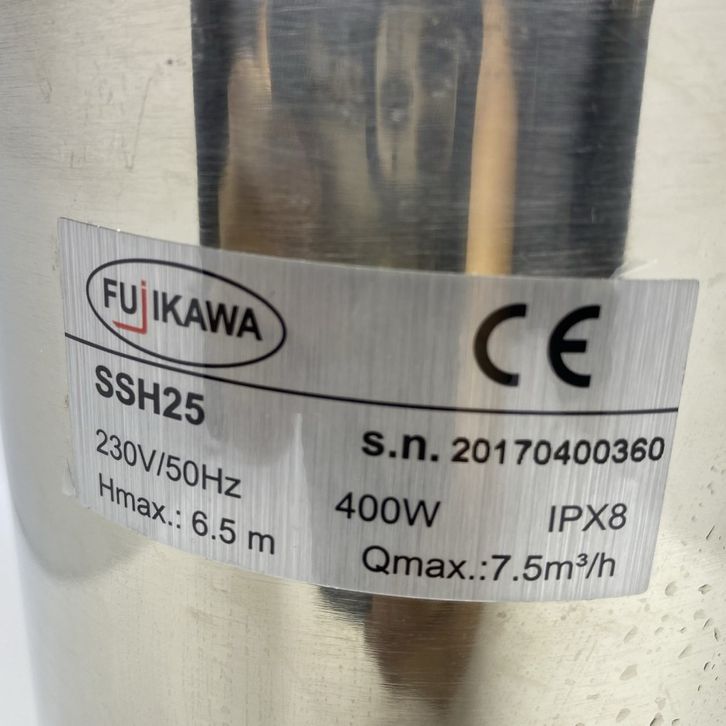 FUjIKAWA
CE
SSH25
s.n. 20170400360
230V/50Hz
400W
IPX8
Hmax.: 6.5 m
Qmax.:7.5m³/h